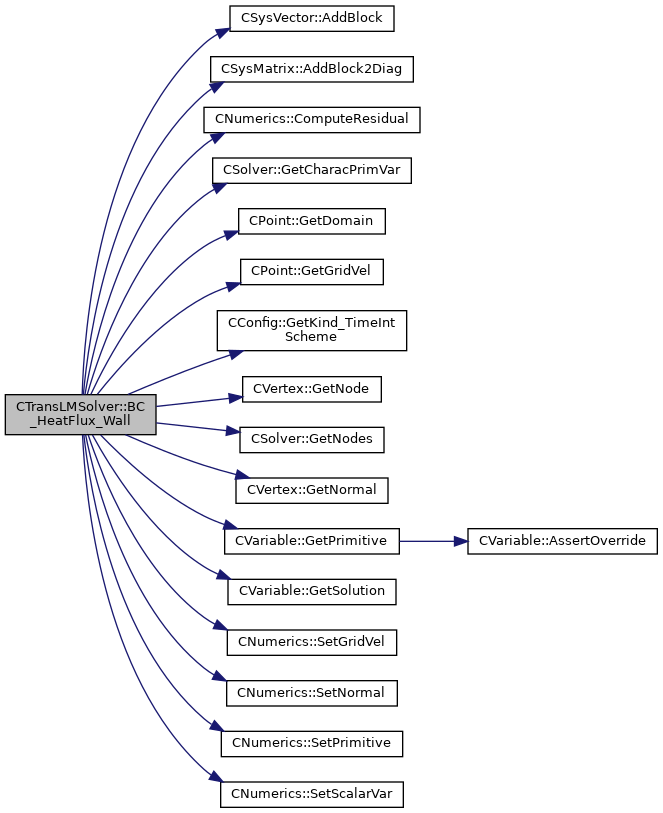 CSysVector::AddBlock
CSysMatrix::AddBlock2Diag
CNumerics::ComputeResidual
CSolver::GetCharacPrimVar
CPoint::GetDomain
CPoint::GetGridVel
CConfig::GetKind_TimeInt
Scheme
CVertex::GetNode
CTransLMSolver::BC
_HeatFlux_Wall
CSolver::GetNodes
CVertex::GetNormal
CVariable::GetPrimitive
CVariable::AssertOverride
CVariable::GetSolution
CNumerics::SetGridVel
CNumerics::SetNormal
CNumerics::SetPrimitive
CNumerics::SetScalarVar